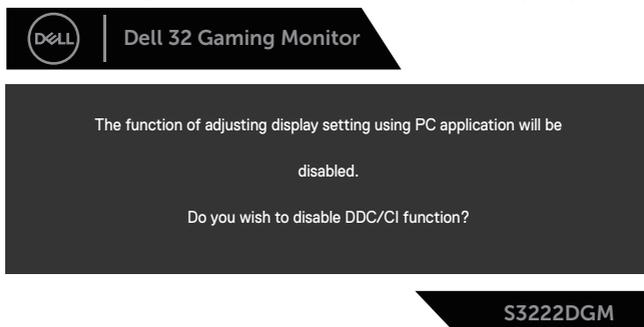 DELL
Dell 32 Gaming Monitor
The function of adjusting display setting using PC application will be
disabled.
Do you wish to disable DDC/CI function?
S3222DGM